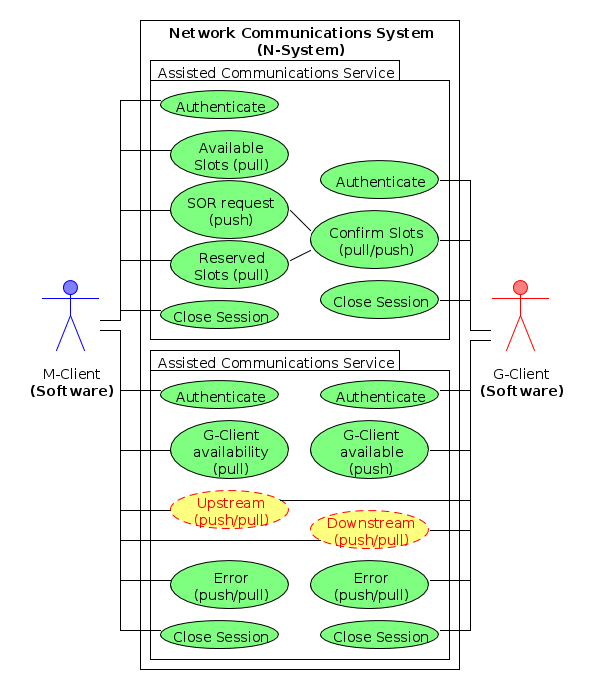 Network Communications System
(N-System)
Assisted Communications Service
Authenticate
Available
Slots (pull)
SOR request
(push)
Reserved
Slots (pull)
Close Session
Authenticate
Confirm Slots
(pull/push)
Close Session
M-Client
(Software)
G-Client
(Software)
Assisted Communications Service
Authenticate
G-Client
availability
(pull)
Upstream
(push/pull)
Error
(push/pull)
Close Session
Authenticate
G-Client
available
(push)
Downstream
(push/pull)
Error
(push/pull)
Close Session